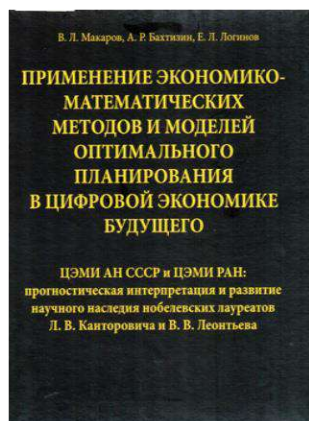 В. Л. Макаров, А. Р. Бахтизин, Е. Л. Логинов
ПРИМЕНЕНИЕ ЭКОНОМИКО-
МАТЕМАТИЧЕСКИХ
МЕТОДОВ И МОДЕЛЕЙ
ОПТИМАЛЬНОГО
ПЛАНИРОВАНИЯ
В ЦИФРОВОЙ ЭКОНОМИКЕ
БУДУЩЕГО
ЦЭМИ АН СССР и ЦЭМИ РАН:
прогностическая интерпретация и развитие
научного наследия нобелевских лауреатов
Л. В. Канторовича и В. В. Леонтьева